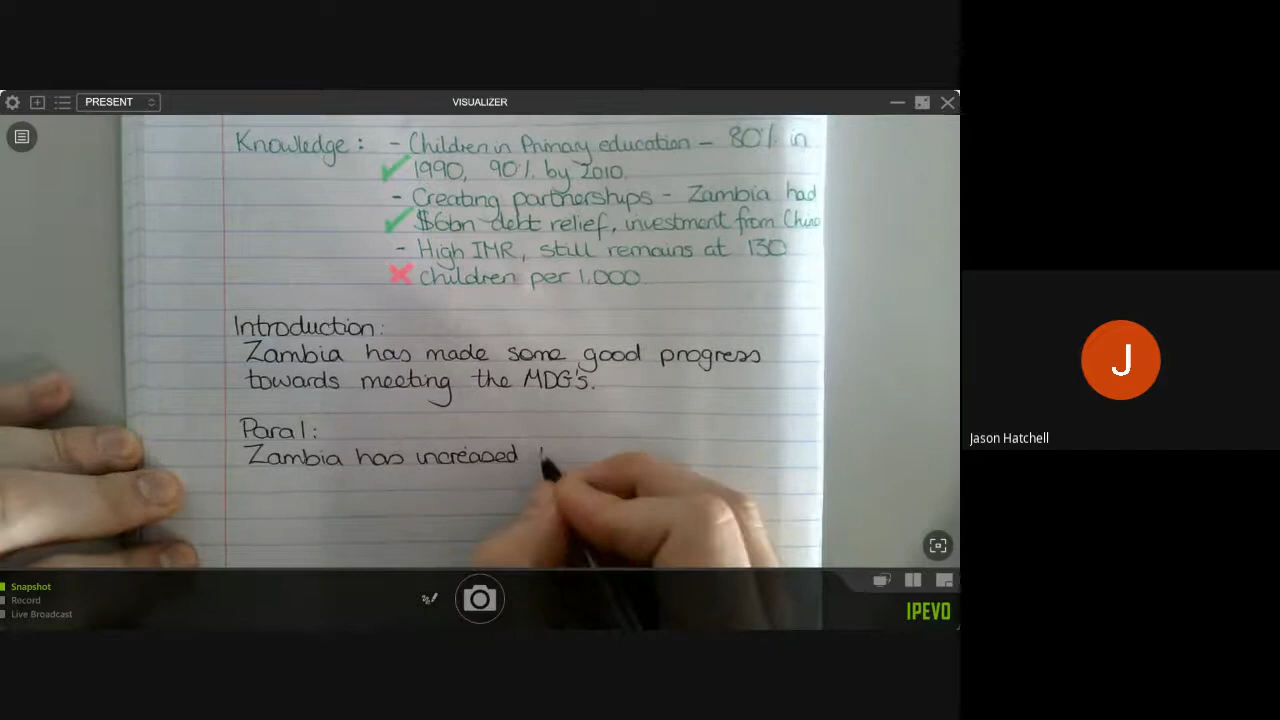 PRESENT
VISUALIZER
Knowledge : - Children in Primary education - 80% in
1990, 90% by 2010.
- Creating partnerships - Zambia had
$6bn debt relief, investment from China
- High IMR, still remains at 130
children per 1,000.
Introduction:
Zambia has made some good progress
towards meeting the MDG's.
Para 1:
Zambia has increased
J
Jason Hatchell
Snapshot
Record
Live Broadcast
IPEVO